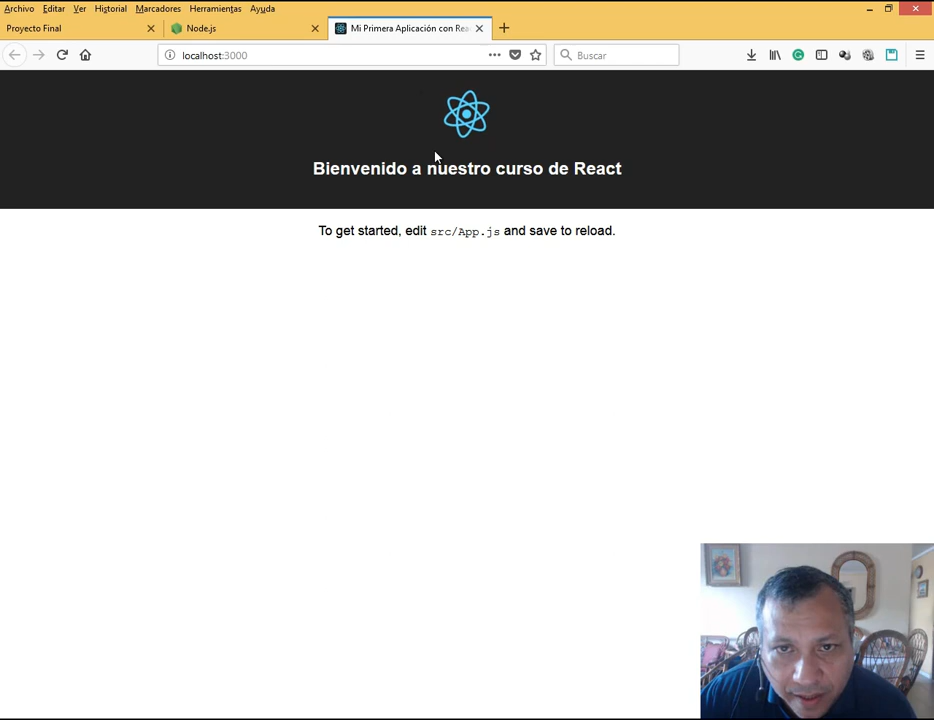 Archivo Editar Ver Historial Marcadores Herramientas Ayuda
Proyecto Final Node.js Mi Primera Aplicación con Rea
localhost:3000 Buscar
Bienvenido a nuestro curso de React
To get started, edit src/App.js and save to reload.